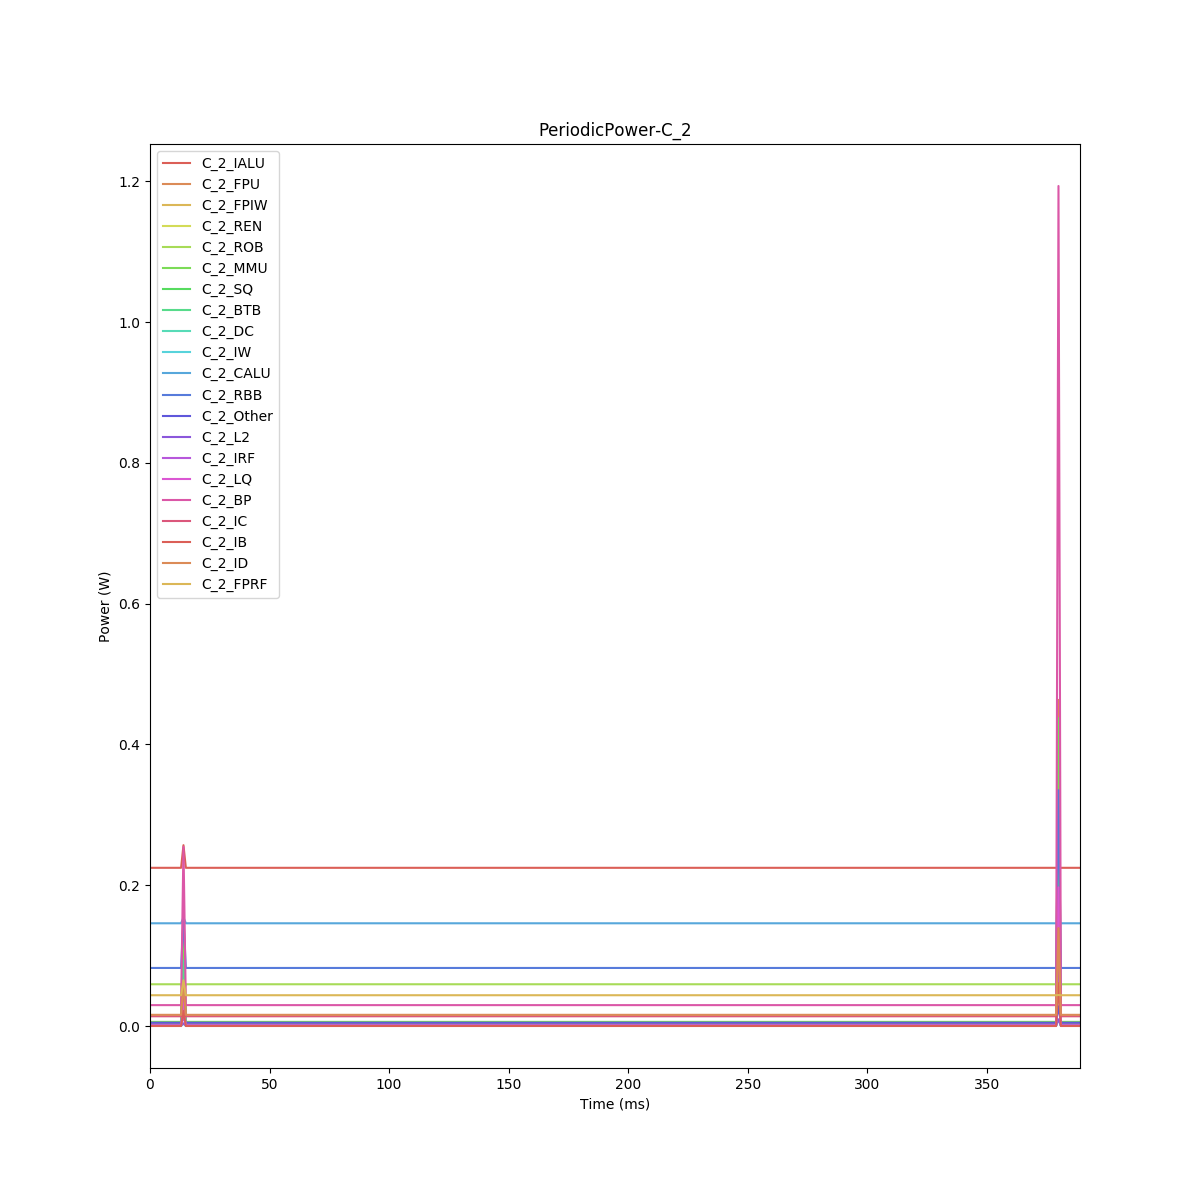 PeriodicPower-C_2
C_2_IALU
C_2_FPU
C_2_FPIW
C_2_REN
C_2_ROB
C_2_MMU
C_2_SQ
C_2_BTB
C_2_DC
C_2_IW
C_2_CALU
C_2_RBB
C_2_Other
C_2_L2
C_2_IRF
C_2_LQ
C_2_BP
C_2_IC
C_2_IB
C_2_ID
C_2_FPRF
1.2
1.0
0.8
0.6
0.4
0.2
0.0
Power (W)
0 50 100 150 200 250 300 350
Time (ms)